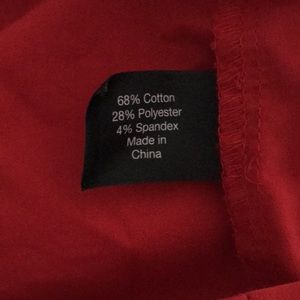 68% Cotton
28% Polyester
4% Spandex
Made in
China